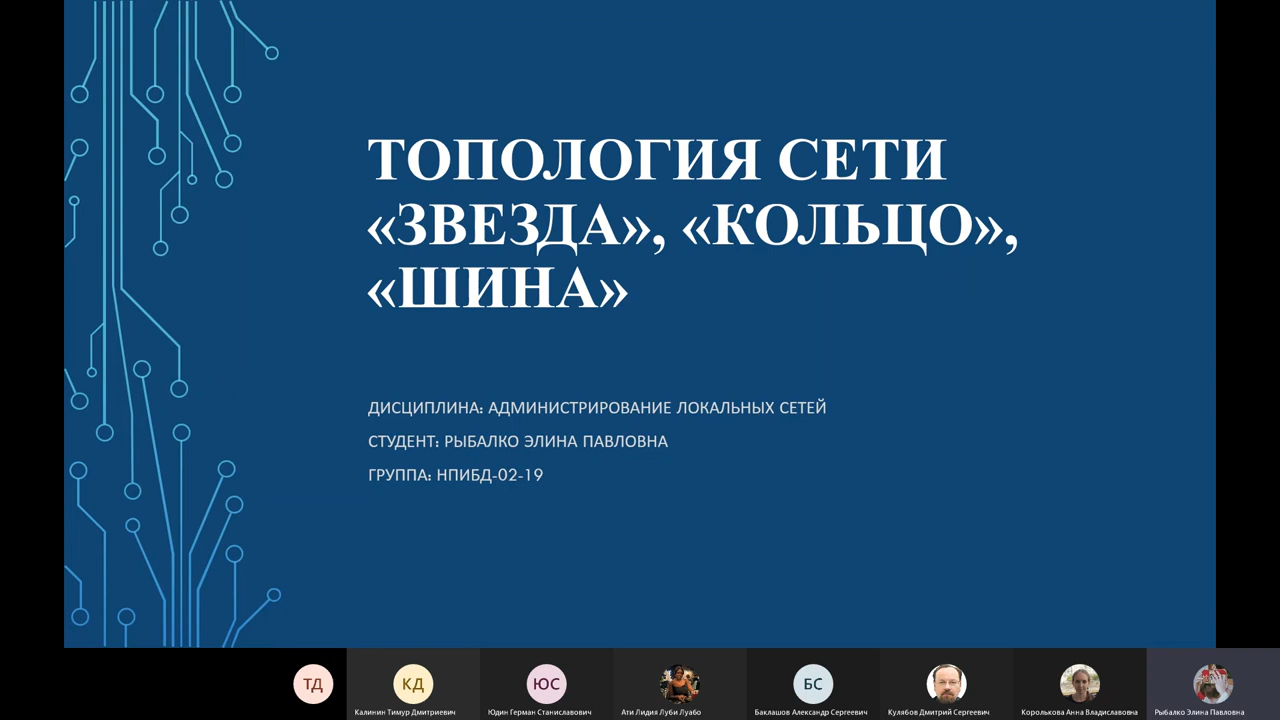 ТОПОЛОГИЯ СЕТИ
«ЗВЕЗДА», «КОЛЬЦО»,
«ШИНА»
ДИСЦИПЛИНА: АДМИНИСТРИРОВАНИЕ ЛОКАЛЬНЫХ СЕТЕЙ
СТУДЕНТ: РЫБАЛКО ЭЛИНА ПАВЛОВНА
ГРУППА: НПИБД-02-19
ТД
КД
ЮС
БС
Калинин Тимур Дмитриевич
Юдин Герман Станиславович
Ати Лидия Луби Луабо
Баклашов Александр Сергеевич
Кулябов Дмитрий Сергеевич
Королькова Анна Владиславовна
Рыбалко Элина Павловна